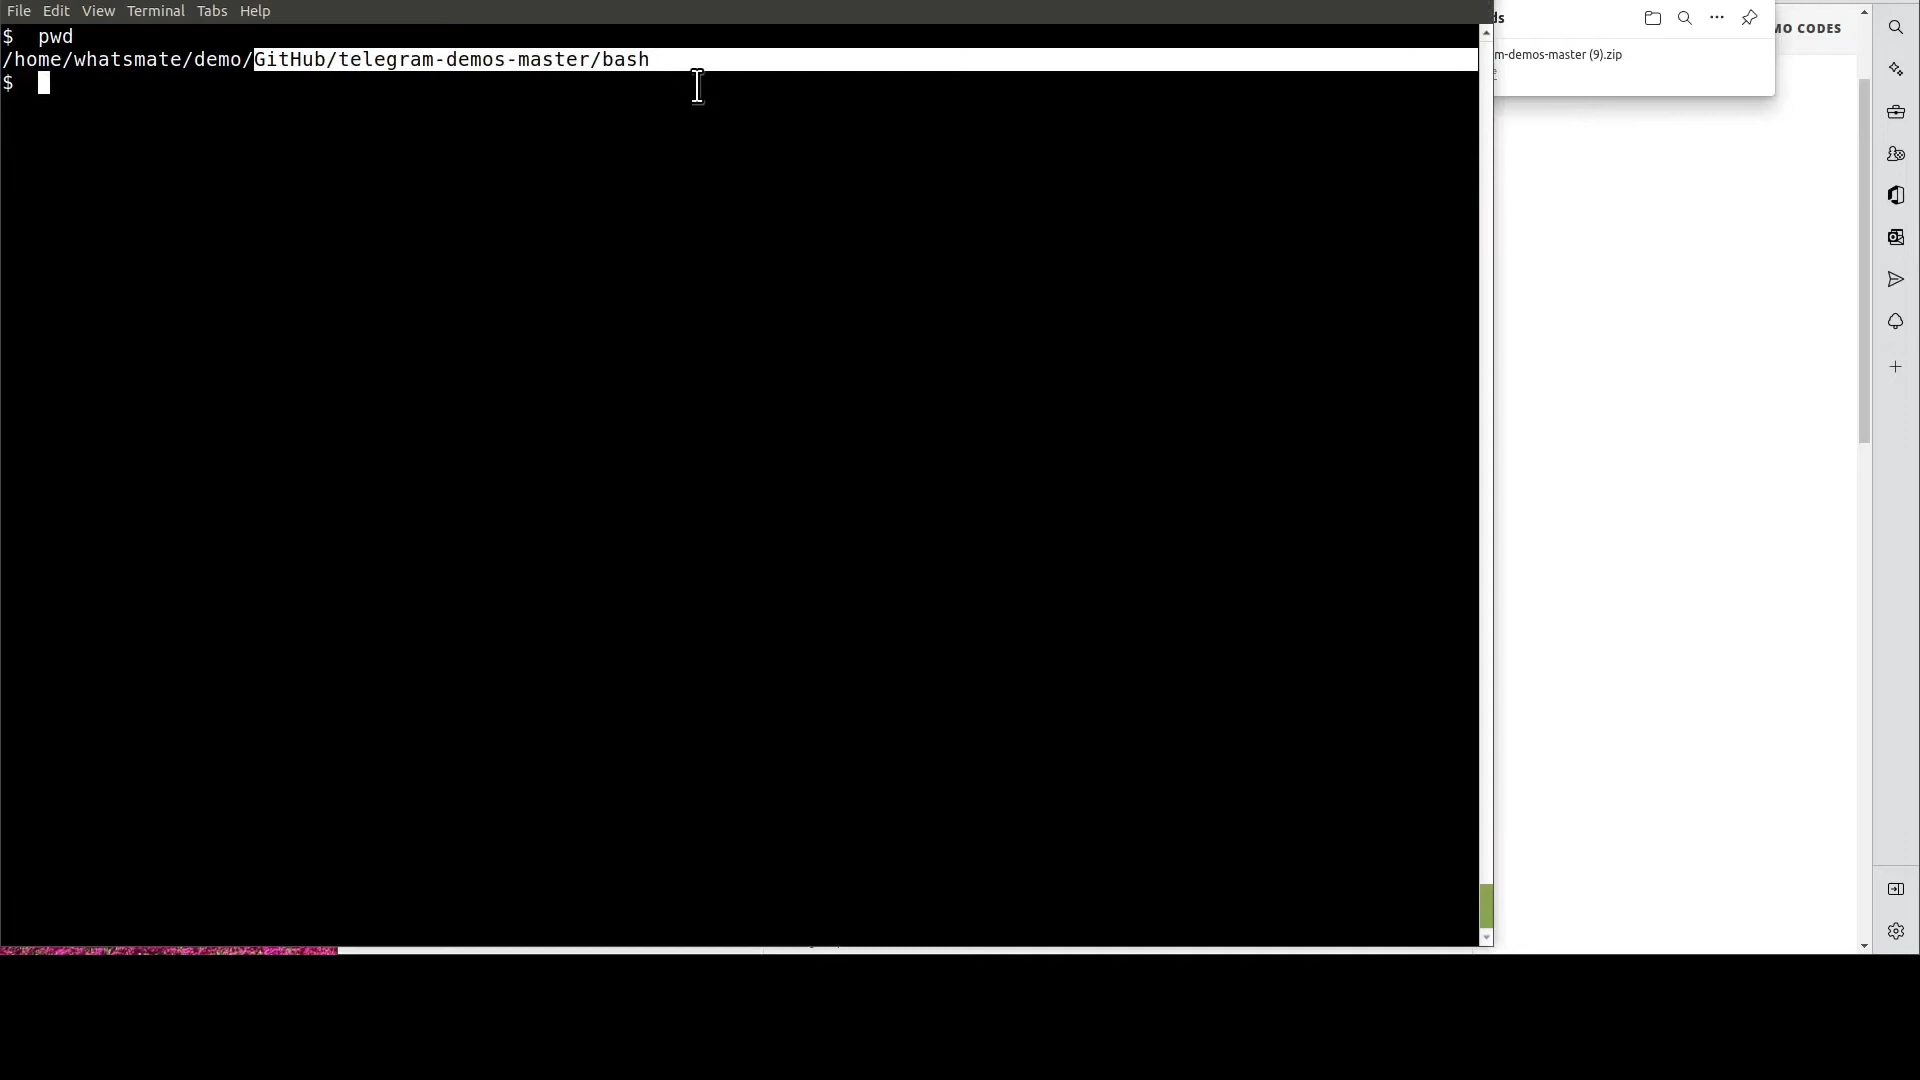 File Edit View Terminal Tabs Help
$ pwd
/home/whatsmate/demo/GitHub/telegram-demos-master/bash
$
ds
m-demos-master (9).zip
MO CODES